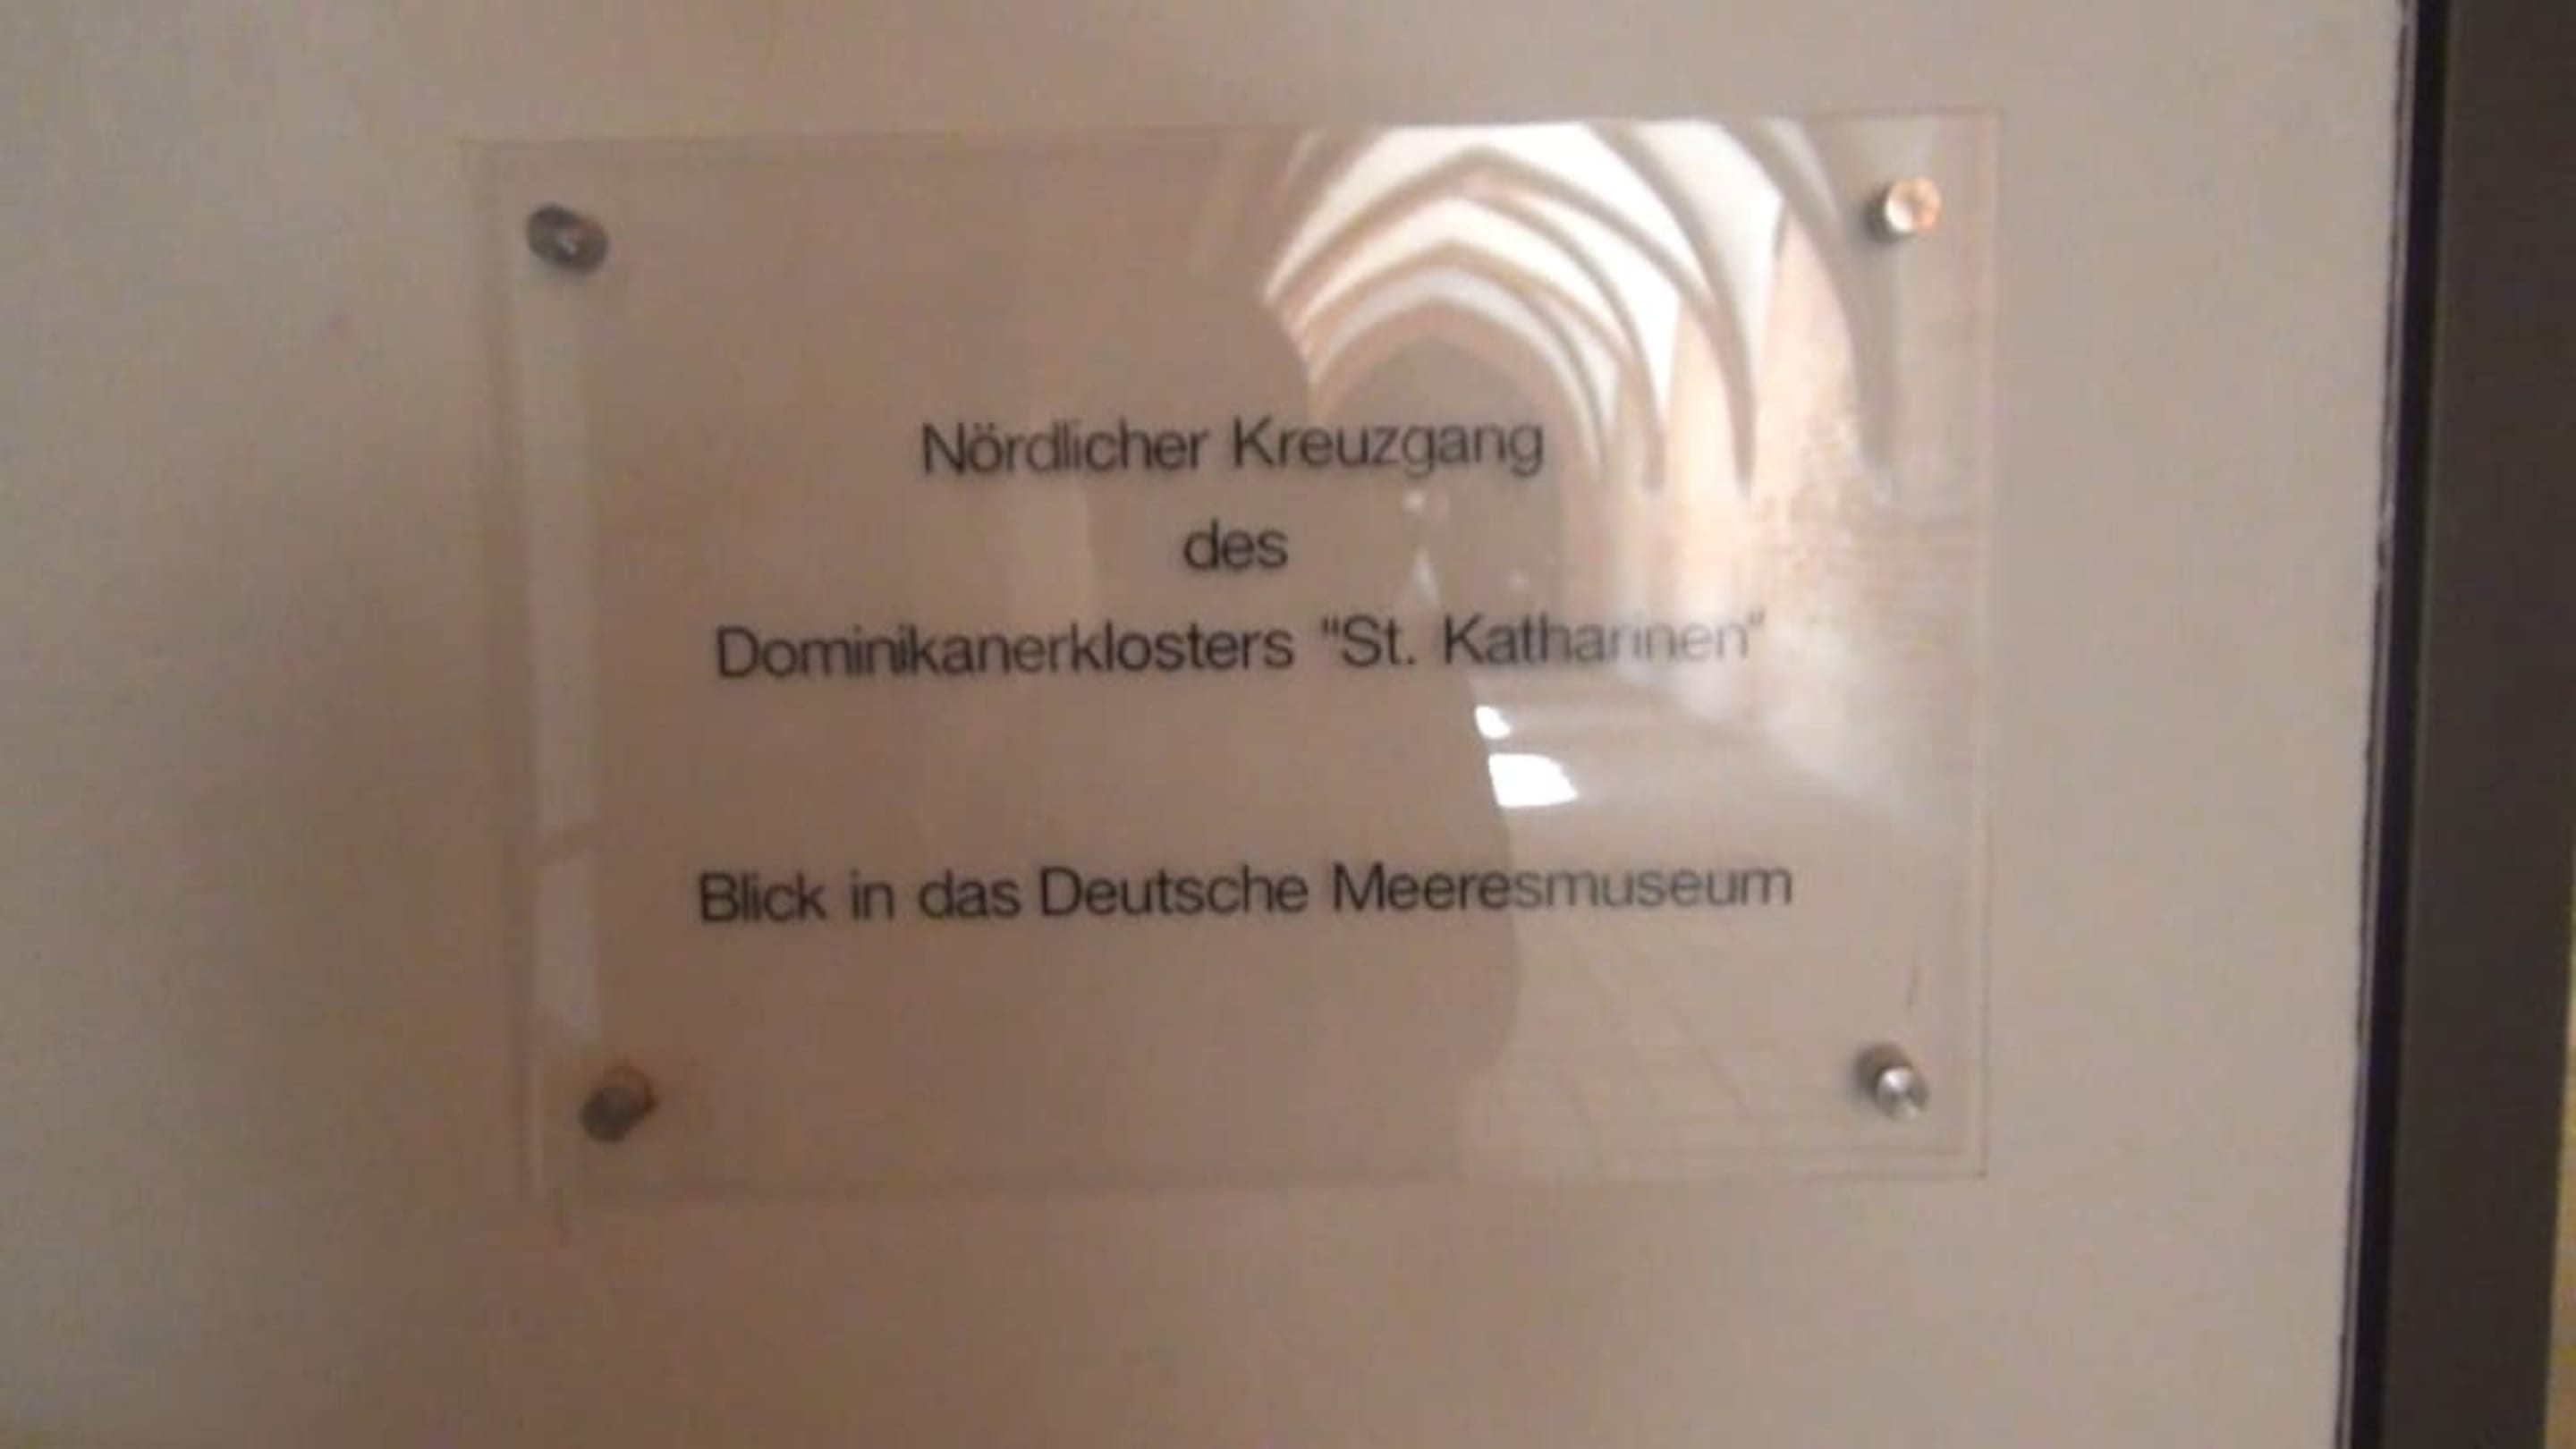 Nördlicher Kreuzgang
des
Dominikanerklosters "St. Katharinen"
Blick in das Deutsche Meeresmuseum